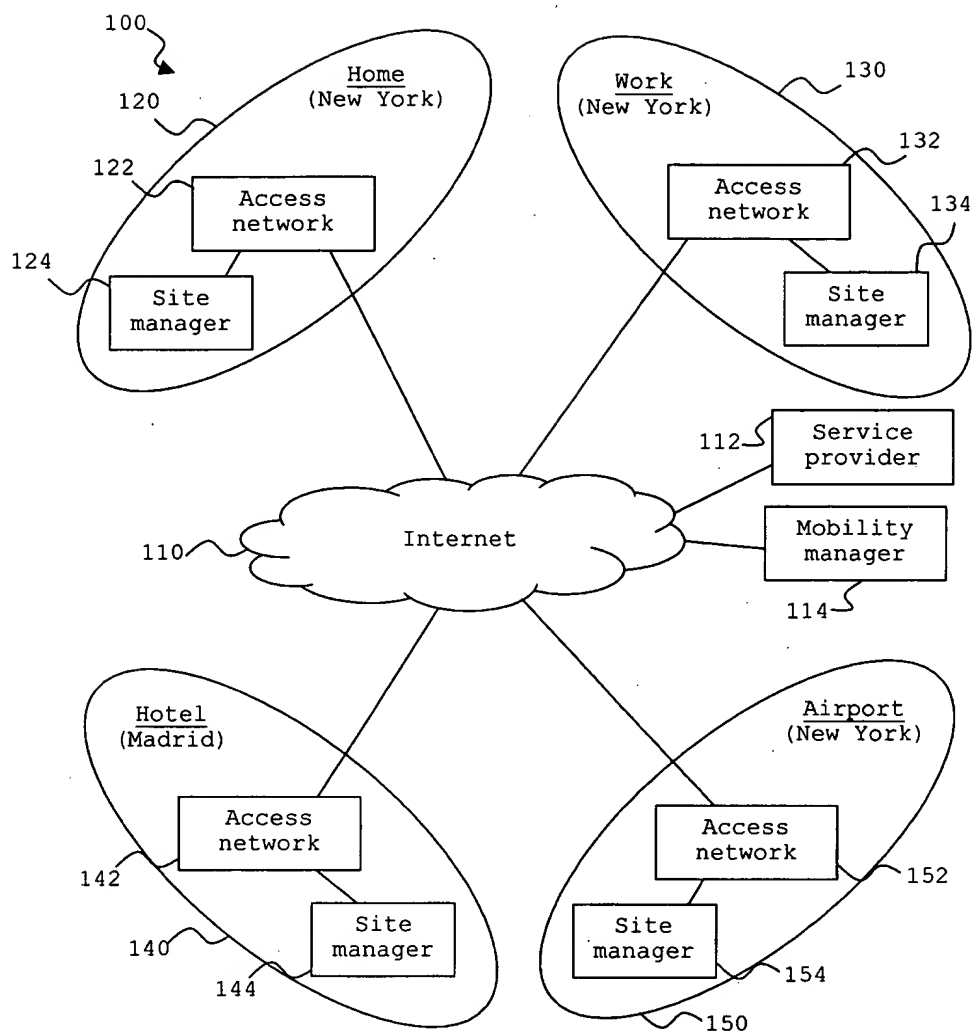 100
120
Home
(New York)
122
Access
network
124
Site
manager
Work
(New York)
130
132
Access
network
134
Site
manager
112
Service
provider
110
Internet
Mobility
manager
114
Hotel
(Madrid)
Access
network
142
Site
manager
140
144
Airport
(New York)
Access
network
152
Site
manager
154
150